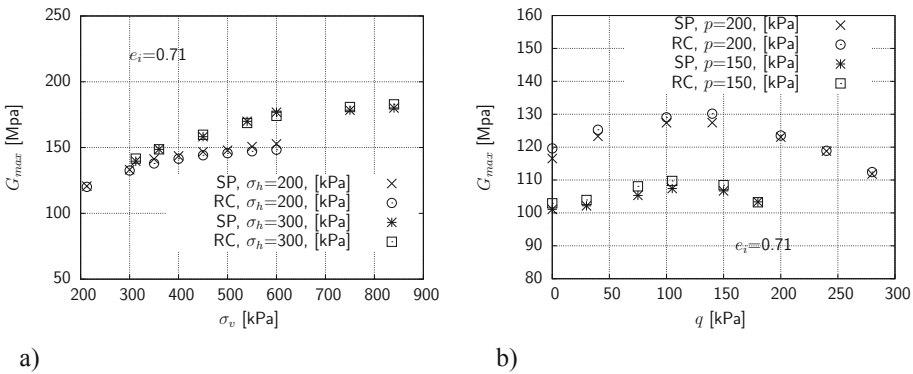 250
200
150
100
50
200 300 400 500 600 700 800 900
G_max [Mpa]
σ_v [kPa]
e_i=0.71
SP, σ_h=200, [kPa]
RC, σ_h=200, [kPa]
SP, σ_h=300, [kPa]
RC, σ_h=300, [kPa]
a)
160
150
140
130
120
110
100
90
80
0 50 100 150 200 250 300
G_max [MPa]
q [kPa]
SP, p=200, [kPa]
RC, p=200, [kPa]
SP, p=150, [kPa]
RC, p=150, [kPa]
e_i=0.71
b)